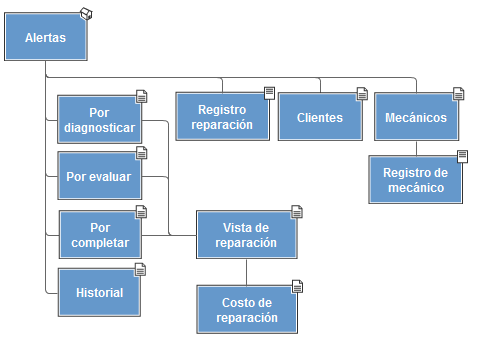 Alertas
Por
diagnosticar
Registro
reparación
Clientes
Mecánicos
Por evaluar
Registro de
mecánico
Por
completar
Vista de
reparación
Historial
Costo de
reparación